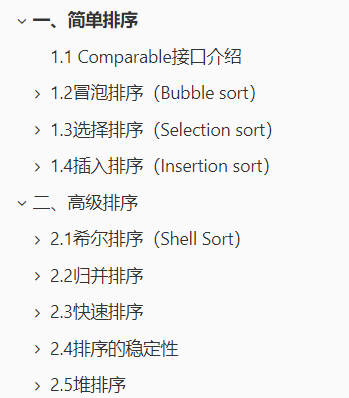 一、简单排序
1.1 Comparable接口介绍
1.2冒泡排序（Bubble sort）
1.3选择排序（Selection sort）
1.4插入排序（Insertion sort）
二、高级排序
2.1希尔排序（Shell Sort）
2.2归并排序
2.3快速排序
2.4排序的稳定性
2.5堆排序